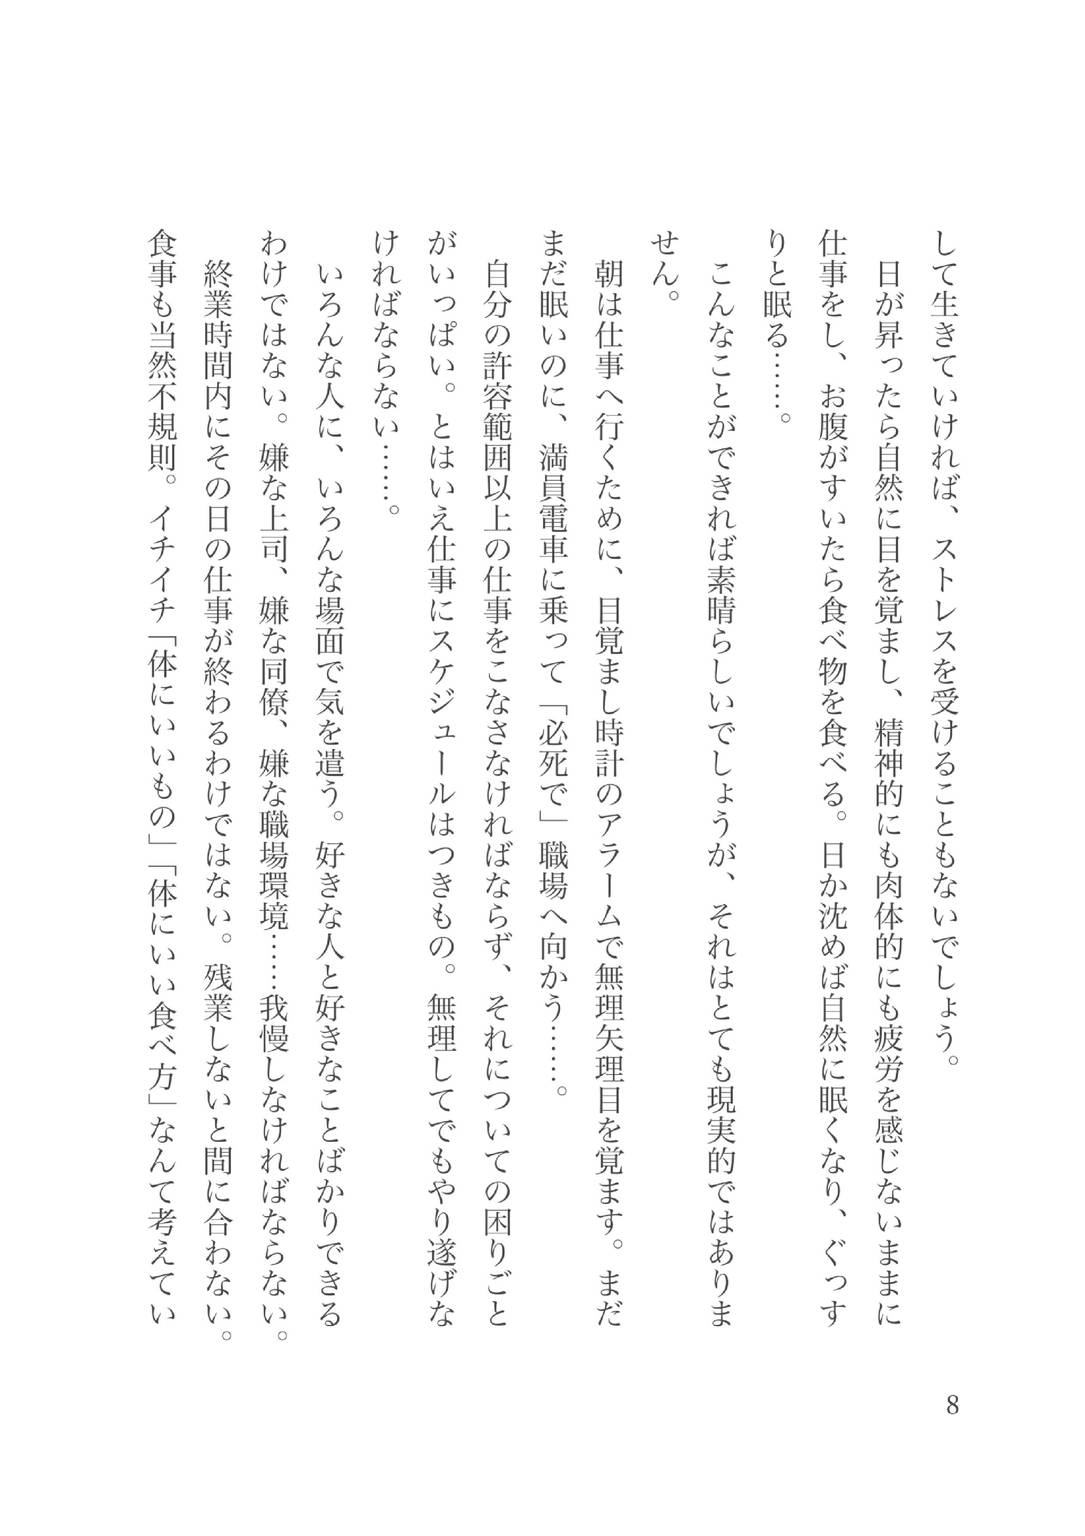 して生きていければ、ストレスを受けることもないでしょう。
日が昇ったら自然に目を覚まし、精神的にも肉体的にも疲労を感じないままに
仕事をし、お腹がすいたら食べ物を食べる。日か沈めば自然に眠くなり、ぐっす
りと眠る……。
こんなことができれば素晴らしいでしょうが、それはとても現実的ではありま
せん。
朝は仕事へ行くために、目覚まし時計のアラームで無理矢理目を覚ます。まだ
まだ眠いのに、満員電車に乗って「必死で」職場へ向かう……。
自分の許容範囲以上の仕事をこなさなければならず、それについての困りごと
がいっぱい。とはいえ仕事にスケジュールはつきもの。無理してでもやり遂げな
ければならない……。
いろんな人に、いろんな場面で気を遣う。好きな人と好きなことばかりできる
わけではない。嫌な上司、嫌な同僚、嫌な職場環境……我慢しなければならない。
終業時間内にその日の仕事が終わるわけではない。残業しないと間に合わない。
食事も当然不規則。イチイチ「体にいいもの」「体にいい食べ方」なんて考えてい
8